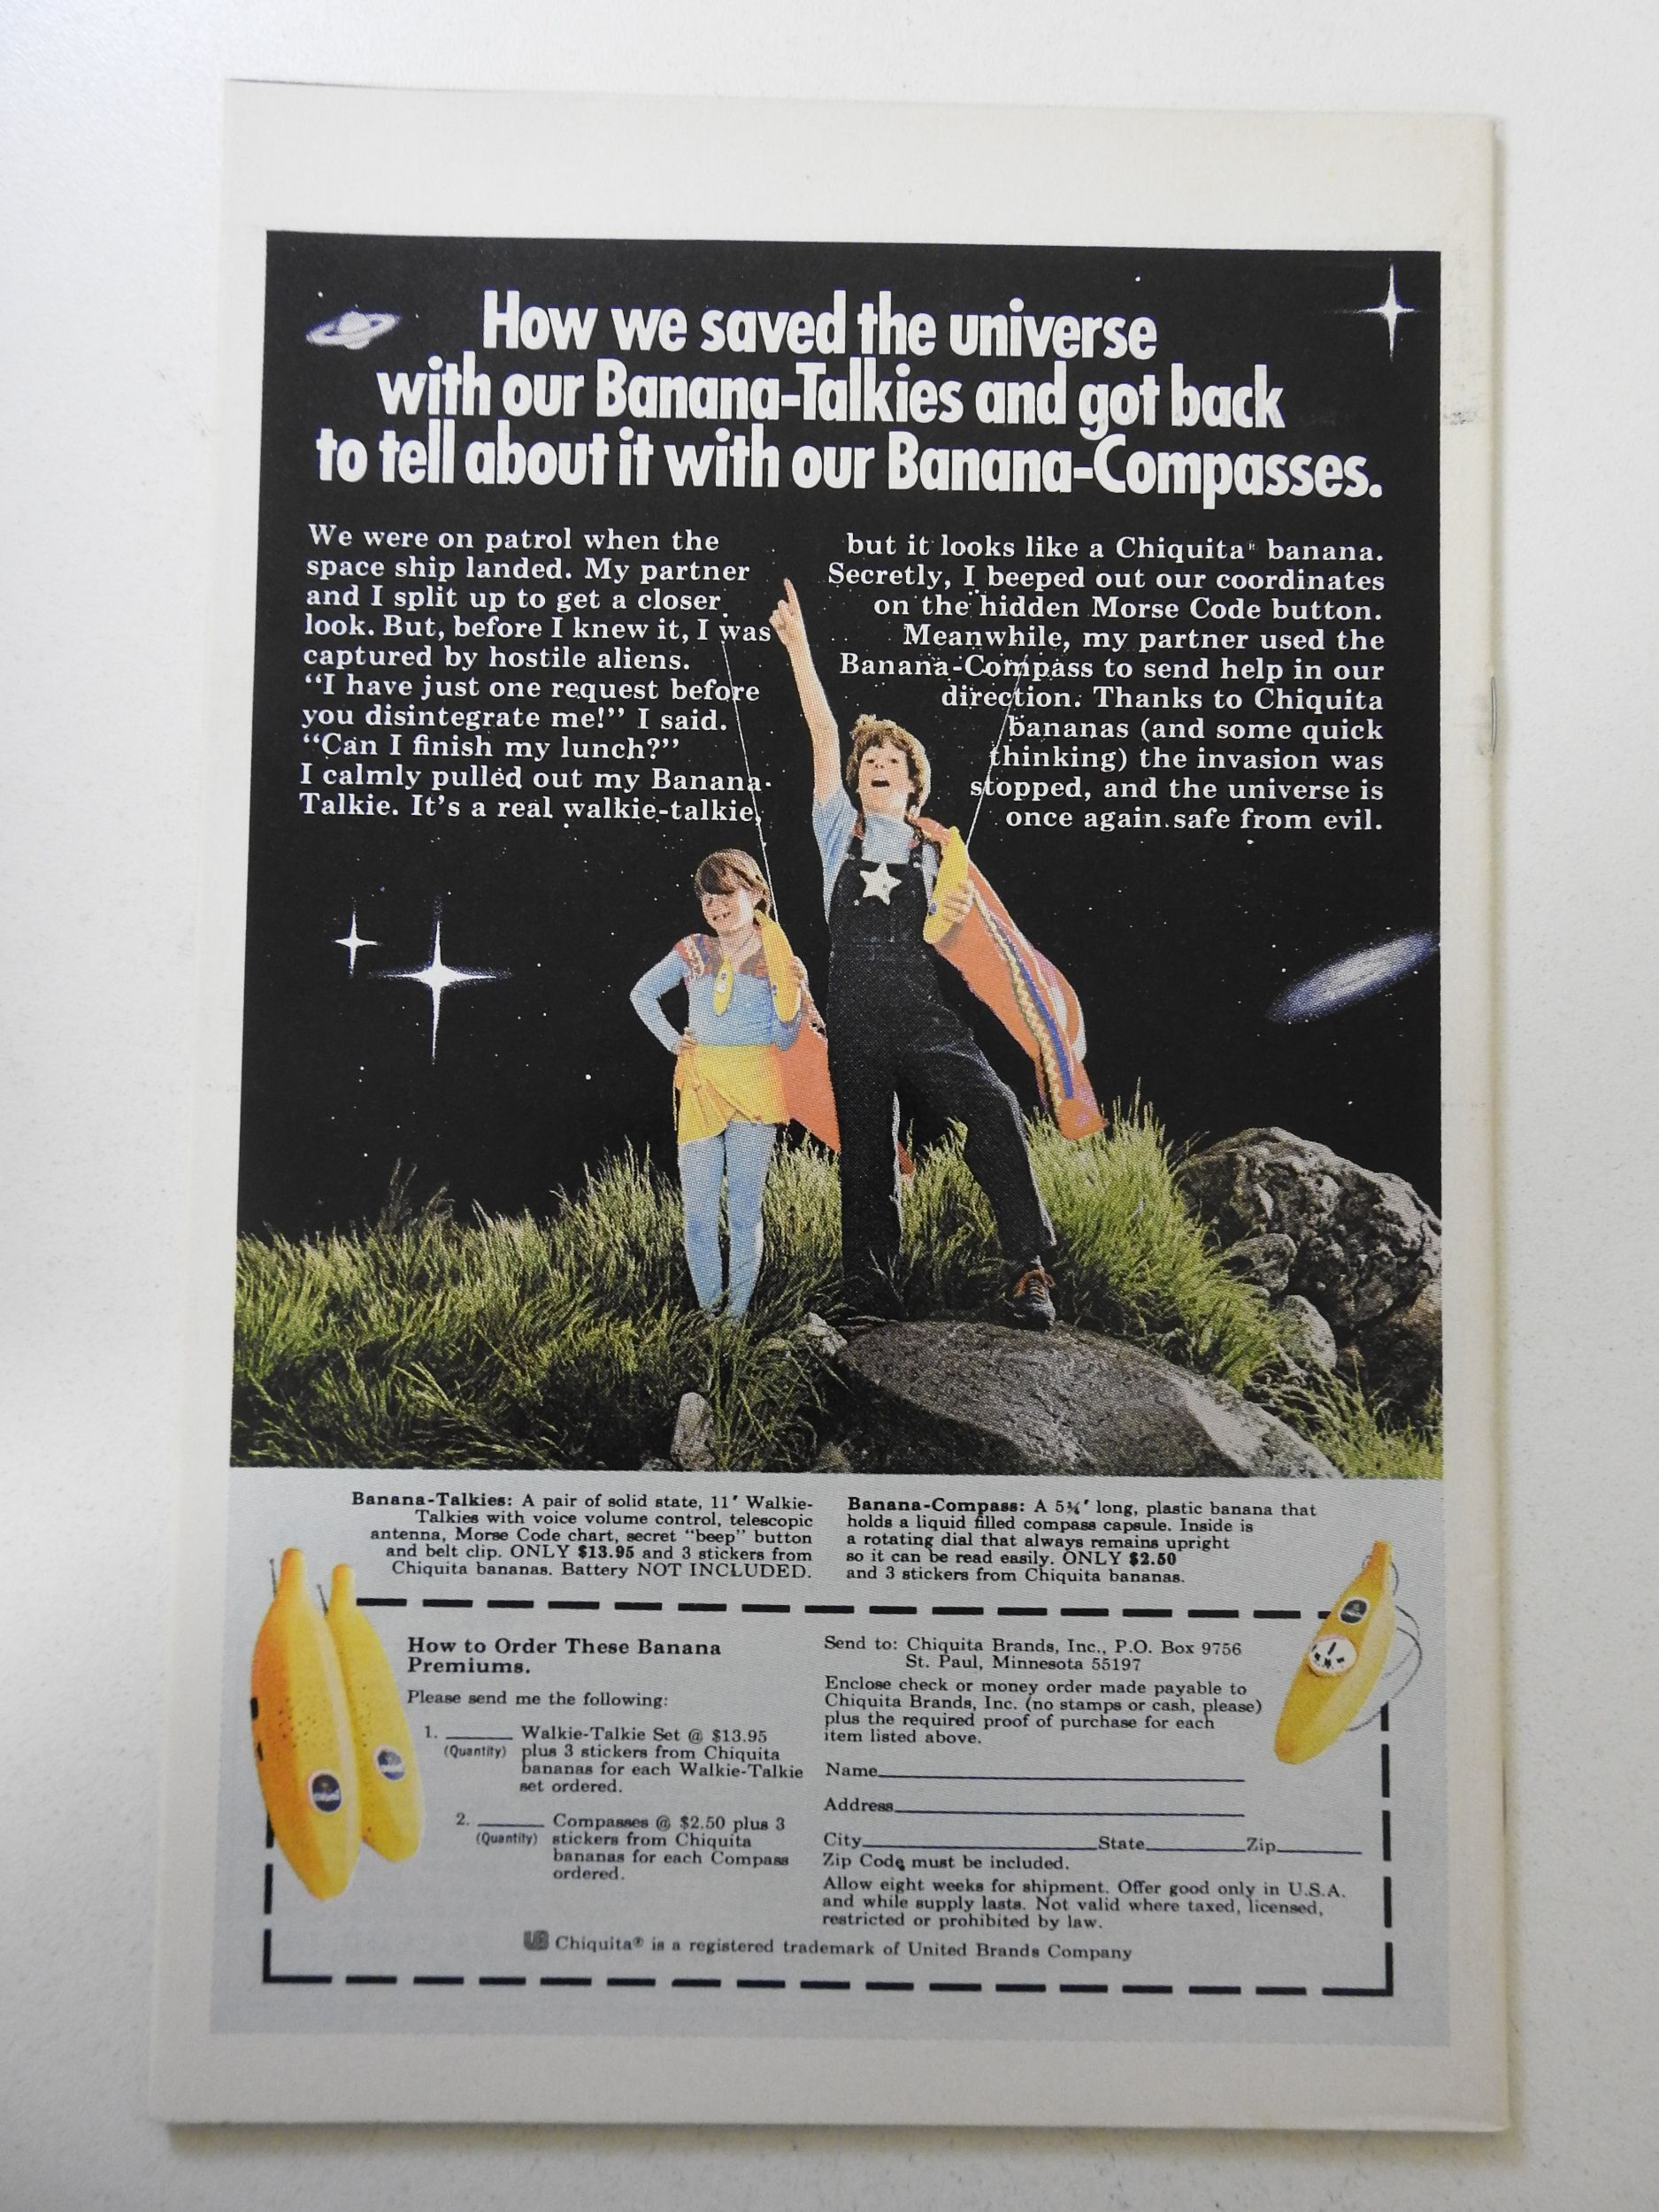 How we saved the universe
with our Banana-Talkies and got back
to tell about it with our Banana-Compasses.
We were on patrol when the
space ship landed. My partner
and I split up to get a closer
look. But, before I knew it, I was
captured by hostile aliens.
“I have just one request before
you disintegrate me!” I said.
“Can I finish my lunch?”
I calmly pulled out my Banana-
Talkie. It’s a real walkie-talkie,
but it looks like a Chiquita® banana.
Secretly, I beeped out our coordinates
on the hidden Morse Code button.
Meanwhile, my partner used the
Banana-Compass to send help in our
direction. Thanks to Chiquita
bananas (and some quick
thinking) the invasion was
stopped, and the universe is
once again safe from evil.
Banana-Talkies: A pair of solid state, 11″ Walkie-
Talkies with voice volume control, telescopic
antenna, Morse Code chart, secret “beep” button
and belt clip. ONLY $13.95 and 3 stickers from
Chiquita bananas. Battery NOT INCLUDED.
Banana-Compass: A 5¾″ long, plastic banana that
holds a liquid filled compass capsule. Inside is
a rotating dial that always remains upright
so it can be read easily. ONLY $2.50
and 3 stickers from Chiquita bananas.
How to Order These Banana
Premiums.
Please send me the following:
1. ______ Walkie-Talkie Set @ $13.95
(Quantity) plus 3 stickers from Chiquita
bananas for each Walkie-Talkie
set ordered.
2. ______ Compasses @ $2.50 plus 3
(Quantity) stickers from Chiquita
bananas for each Compass
ordered.
Send to: Chiquita Brands, Inc., P.O. Box 9756
St. Paul, Minnesota 55197
Enclose check or money order made payable to
Chiquita Brands, Inc. (no stamps or cash, please)
plus the required proof of purchase for each
item listed above.
Name
Address
City State Zip
Zip Code must be included.
Allow eight weeks for shipment. Offer good only in U.S.A.
and while supply lasts. Not valid where taxed, licensed,
restricted or prohibited by law.
UB Chiquita® is a registered trademark of United Brands Company